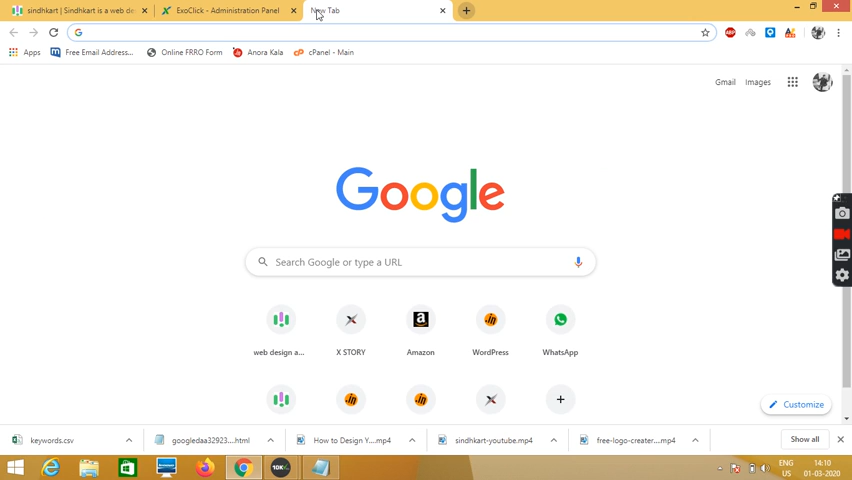 sindhkart | Sindhkart is a web de
ExoClick - Administration Panel
New Tab
Apps
Free Email Address...
Online FRRO Form
Anora Kala
cPanel - Main
Gmail
Images
Google
Search Google or type a URL
web design a...
X STORY
Amazon
WordPress
WhatsApp
Customize
keywords.csv
googledaa32923....html
How to Design Y....mp4
sindhkart-youtube.mp4
free-logo-creater....mp4
Show all
10K
ENG
US
14:10
01-03-2020